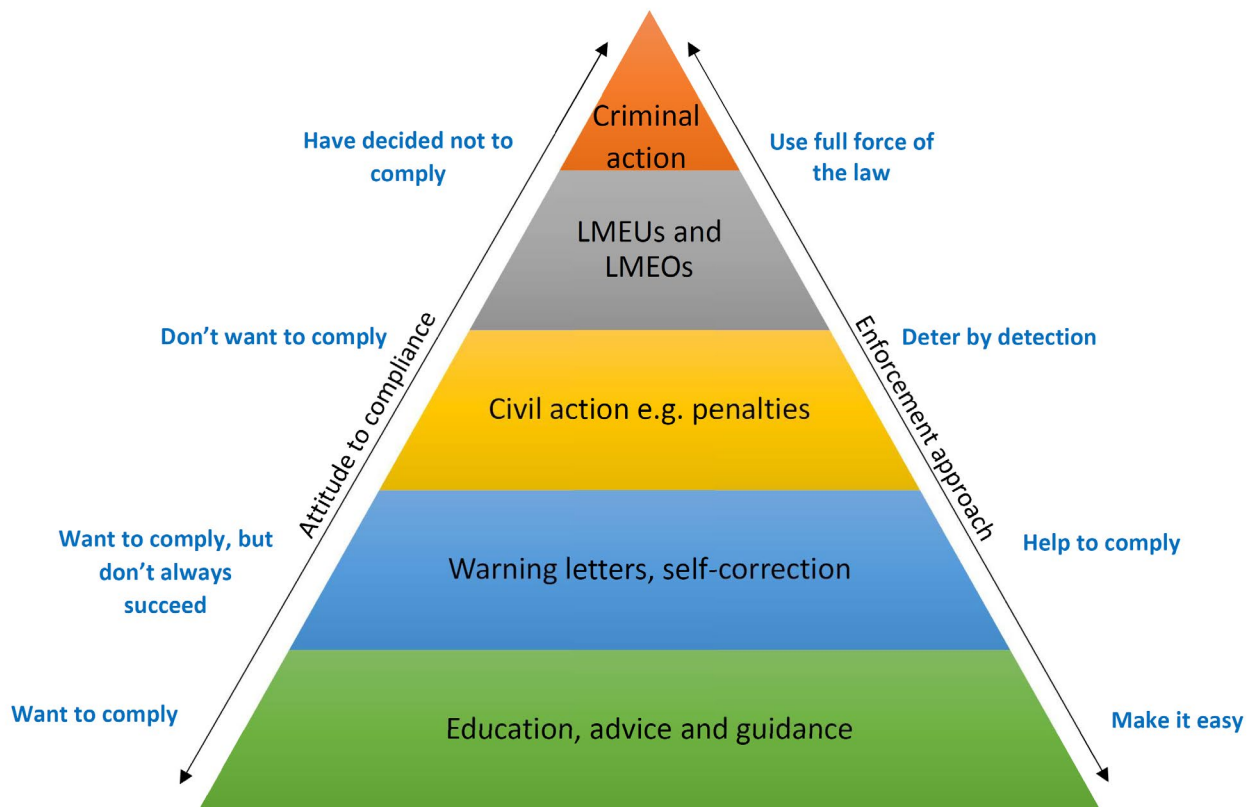 Criminal
action
Have decided not to
comply
Use full force of
the law
LMEUs and
LMEOs
Don’t want to comply
Deter by detection
Attitude to compliance
Enforcement approach
Civil action e.g. penalties
Want to comply, but
don’t always
succeed
Help to comply
Warning letters, self-correction
Want to comply
Make it easy
Education, advice and guidance